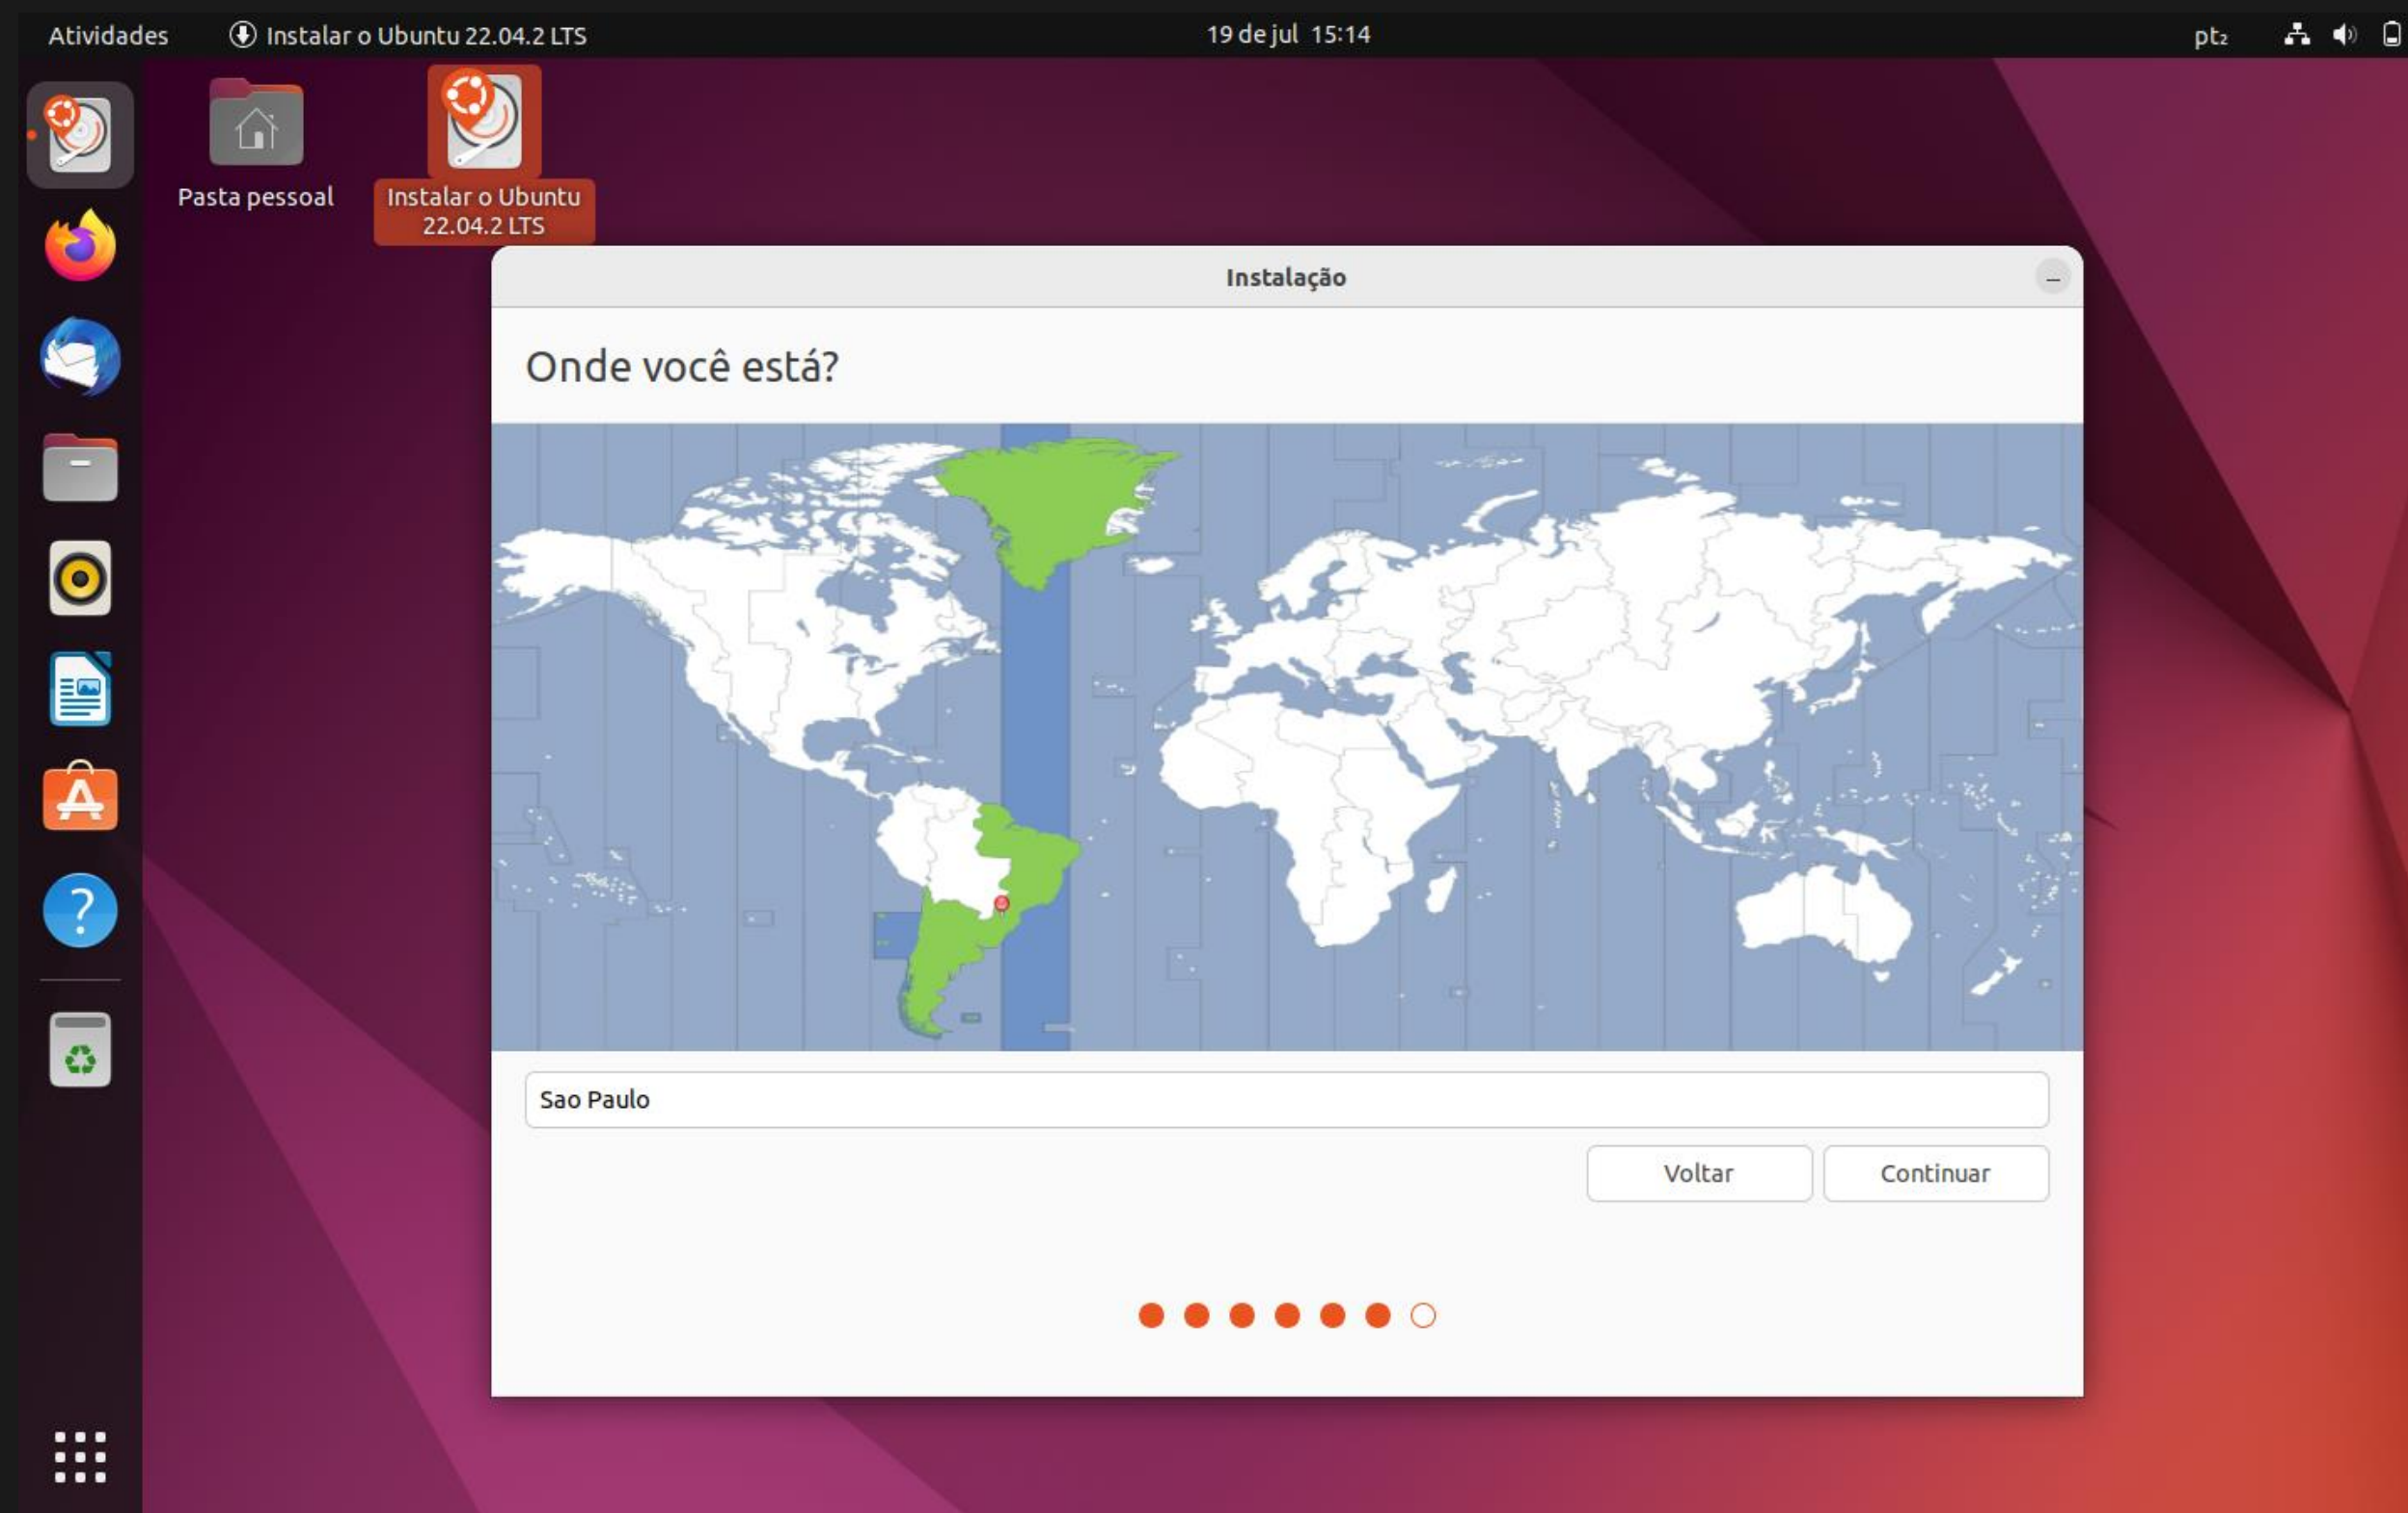 Atividades
Instalar o Ubuntu 22.04.2 LTS
19 de jul 15:14
pt₂
Pasta pessoal
Instalar o Ubuntu
22.04.2 LTS
Instalação
Onde você está?
Sao Paulo
Voltar
Continuar